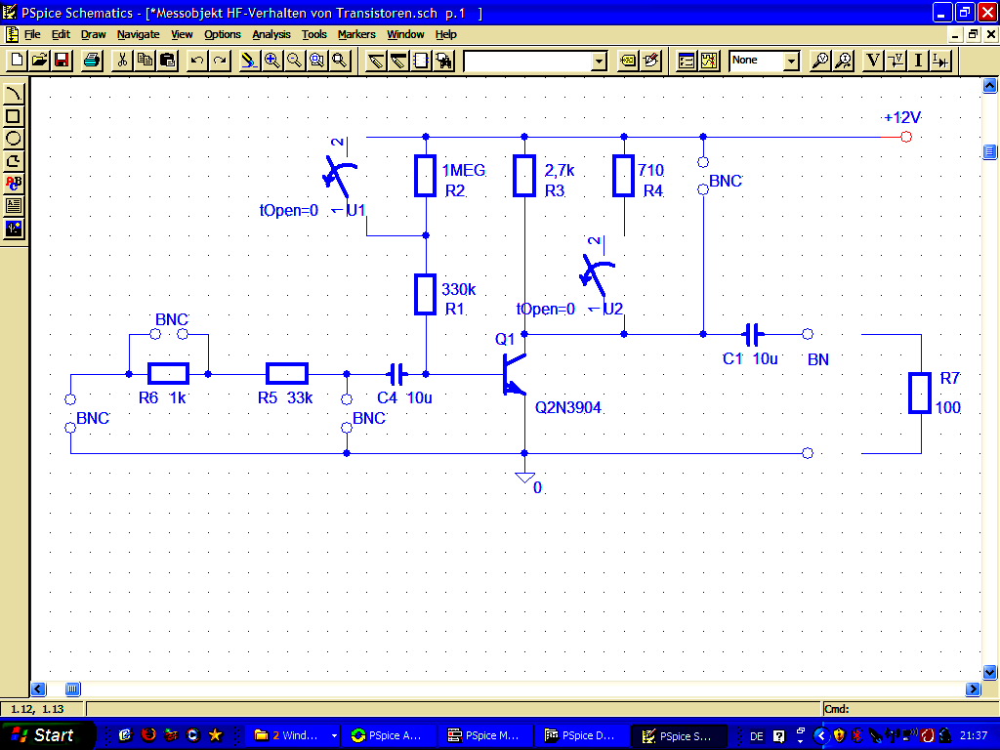 PSpice Schematics - [*Messobjekt HF-Verhalten von Transistoren.sch p.1 ]
File Edit Draw Navigate View Options Analysis Tools Markers Window Help
None
V V I
+12V
2
1MEG
R2
2,7k
R3
710
R4
BNC
tOpen=0
U1
2
330k
R1
tOpen=0
U2
BNC
Q1
C1 10u
BN
R7
R6 1k
R5 33k
C4 10u
Q2N3904
100
BNC
BNC
0
1.12, 1.13
Cmd:
Start
2 Wind...
PSpice A...
PSpice M...
PSpice D...
PSpice S...
DE
21:37